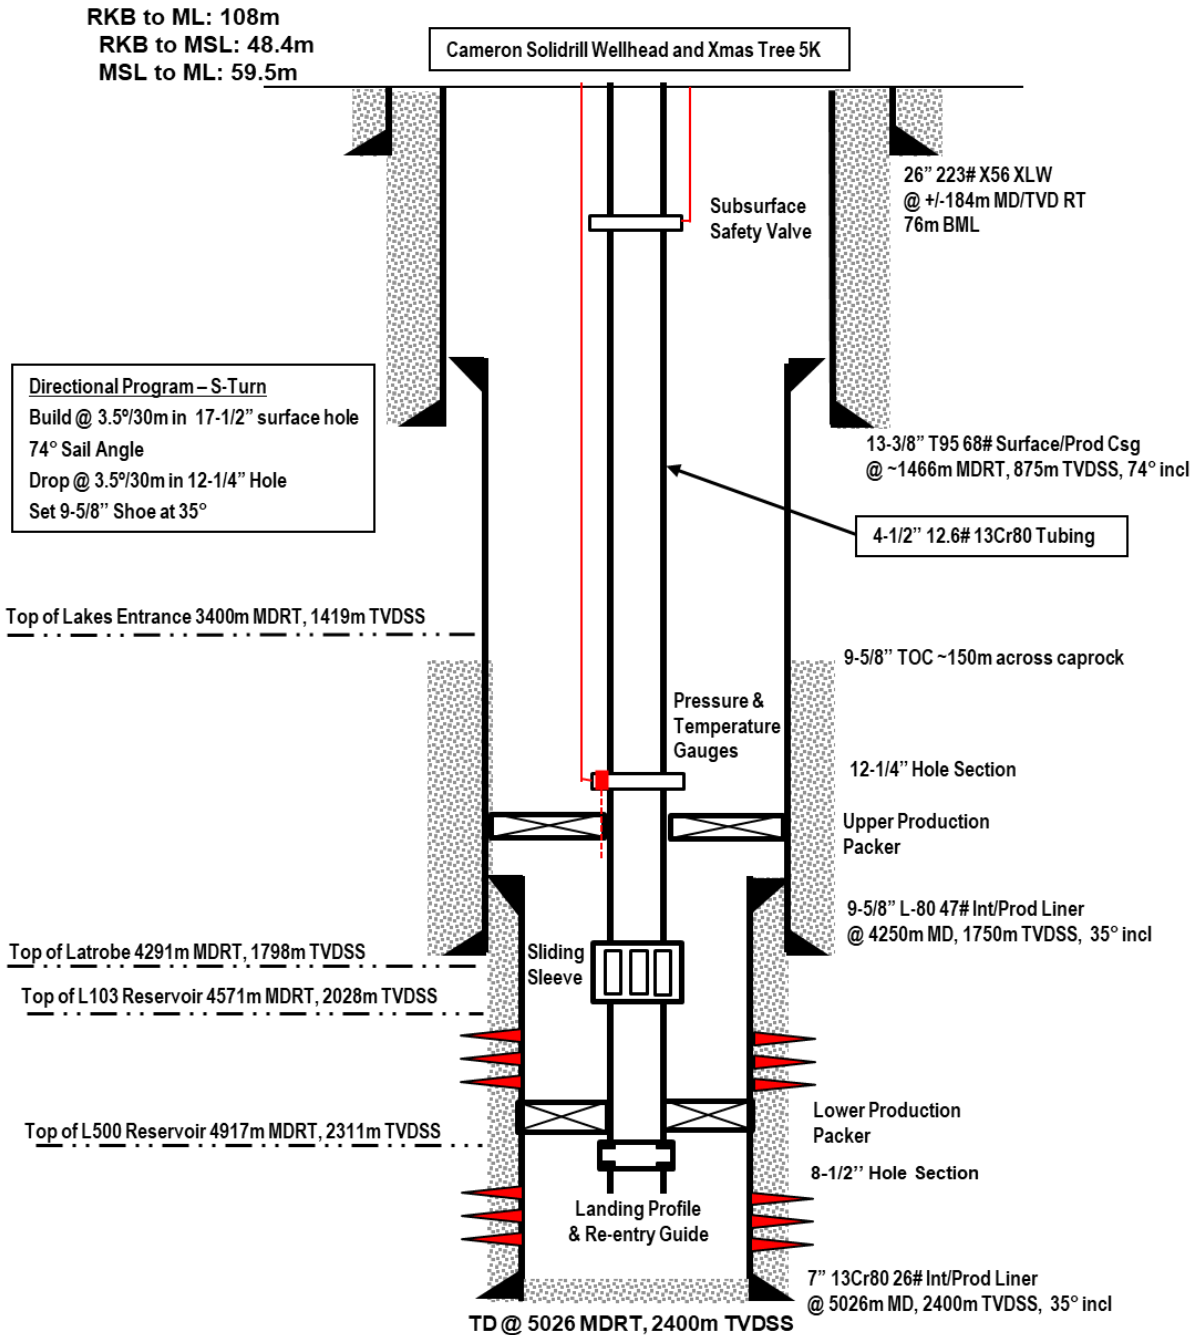 RKB to ML: 108m
RKB to MSL: 48.4m
MSL to ML: 59.5m
Cameron Solidrill Wellhead and Xmas Tree 5K
26” 223# X56 XLW
@ +/-184m MD/TVD RT
76m BML
Subsurface
Safety Valve
Directional Program – S-Turn
Build @ 3.5º/30m in 17-1/2” surface hole
74° Sail Angle
Drop @ 3.5º/30m in 12-1/4” Hole
Set 9-5/8” Shoe at 35°
13-3/8” T95 68# Surface/Prod Csg
@ ~1466m MDRT, 875m TVDSS, 74° incl
4-1/2” 12.6# 13Cr80 Tubing
Top of Lakes Entrance 3400m MDRT, 1419m TVDSS
9-5/8” TOC ~150m across caprock
Pressure &
Temperature
Gauges
12-1/4” Hole Section
Upper Production
Packer
9-5/8” L-80 47# Int/Prod Liner
@ 4250m MD, 1750m TVDSS, 35° incl
Top of Latrobe 4291m MDRT, 1798m TVDSS
Sliding
Sleeve
Top of L103 Reservoir 4571m MDRT, 2028m TVDSS
Lower Production
Packer
Top of L500 Reservoir 4917m MDRT, 2311m TVDSS
8-1/2’’ Hole Section
Landing Profile
& Re-entry Guide
7” 13Cr80 26# Int/Prod Liner
@ 5026m MD, 2400m TVDSS, 35° incl
TD @ 5026 MDRT, 2400m TVDSS